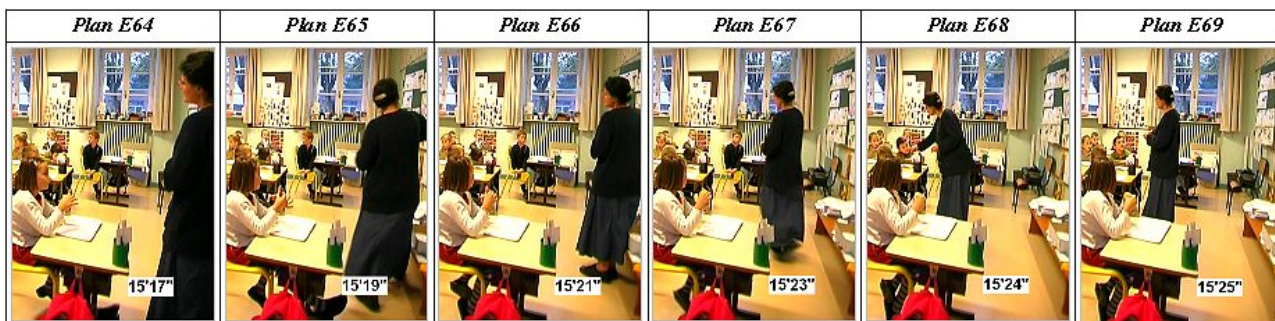 Plan E64
Plan E65
Plan E66
Plan E67
Plan E68
Plan E69
15'17"
15'19"
15'21"
15'23"
15'24"
15'25"